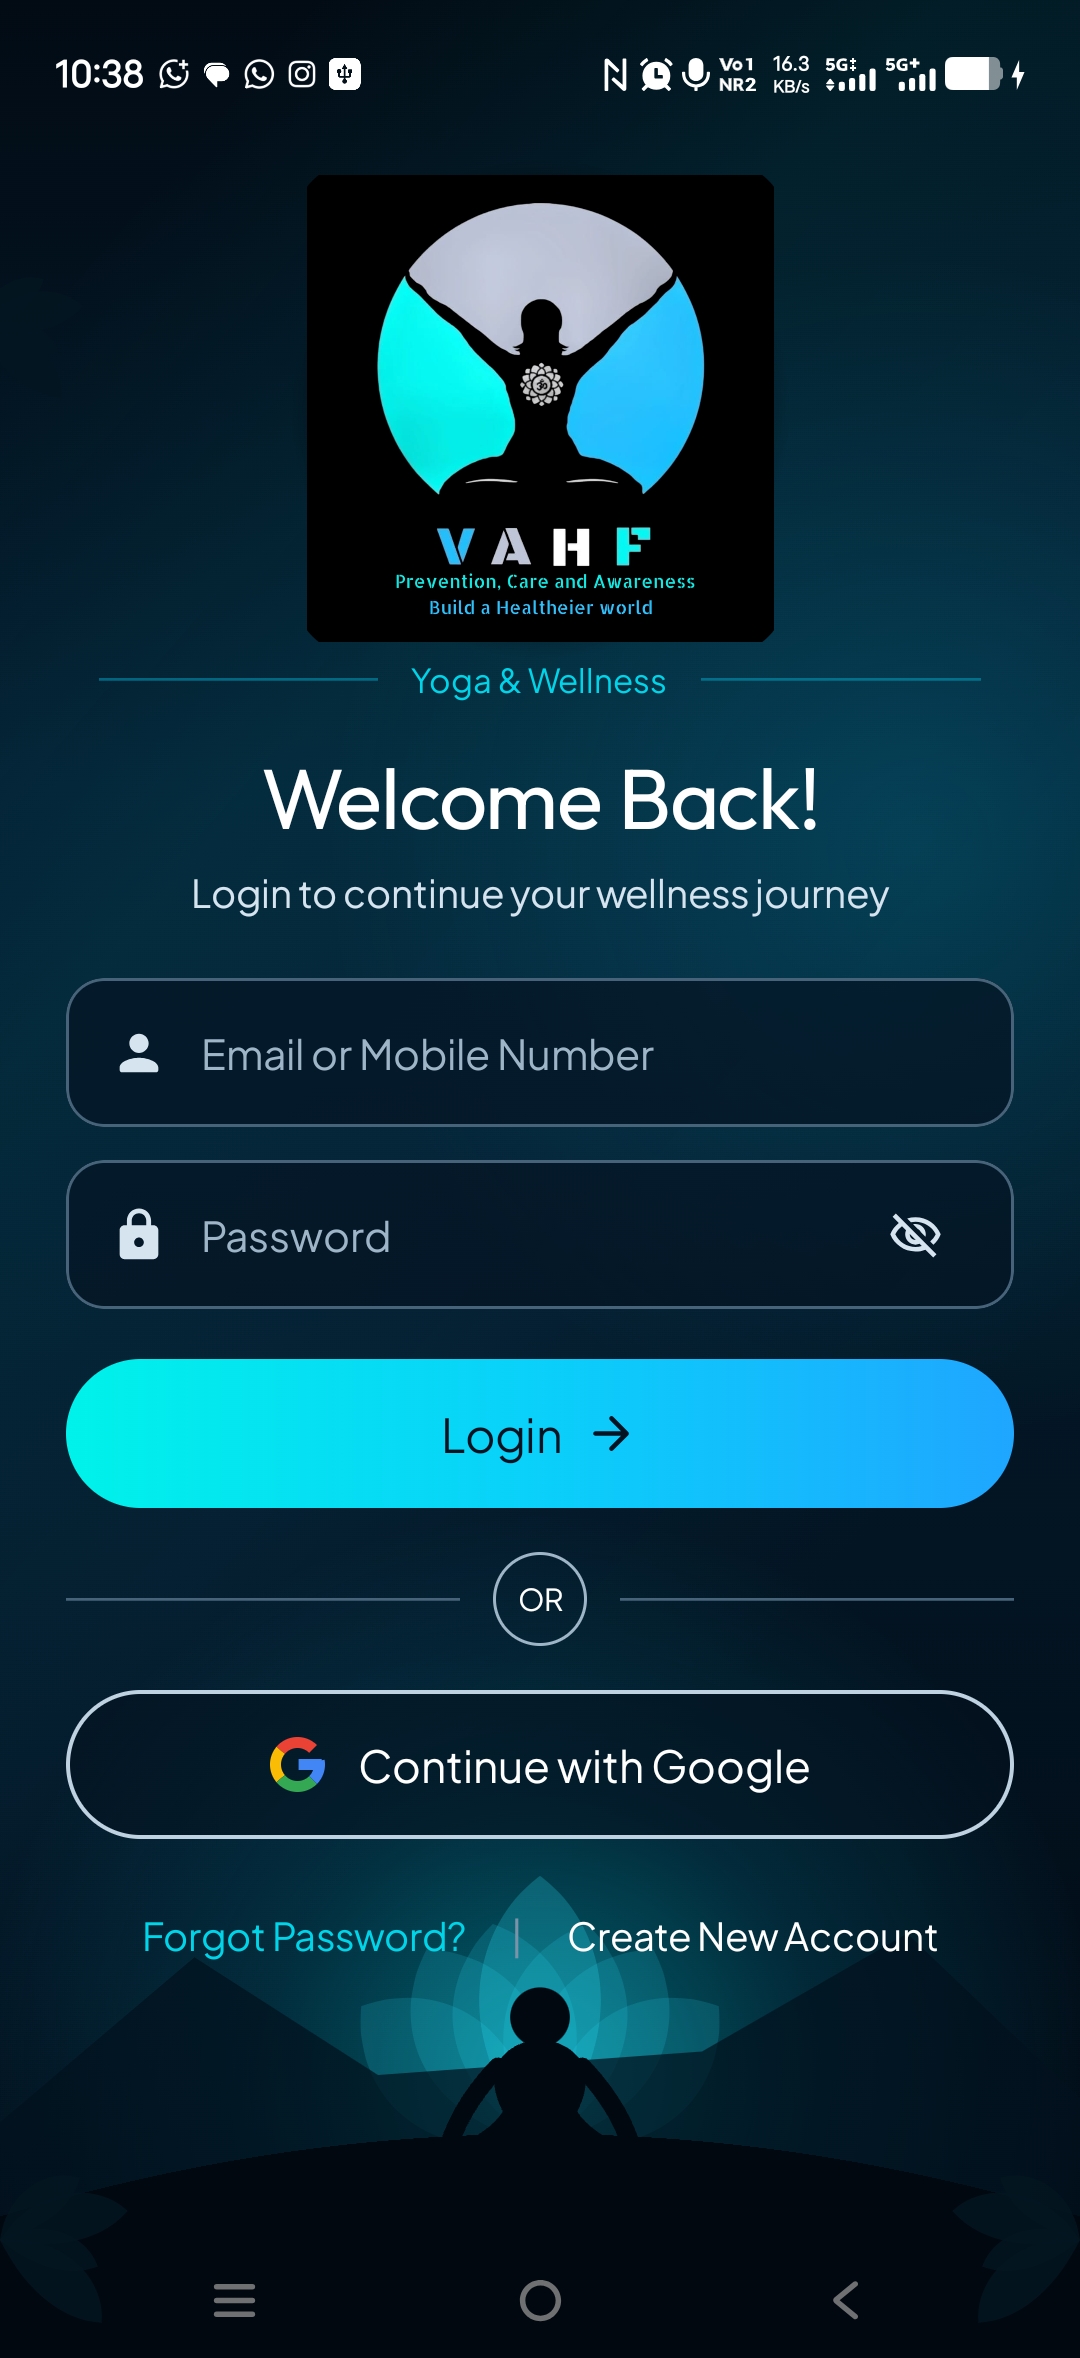 10:38
Vo1 NR2
16.3 KB/s
5G‡
5G+
ॐ
VAHF
Prevention, Care and Awareness
Build a Healtheier world
Yoga & Wellness
Welcome Back!
Login to continue your wellness journey
Email or Mobile Number
Password
Login →
OR
Continue with Google
Forgot Password? | Create New Account